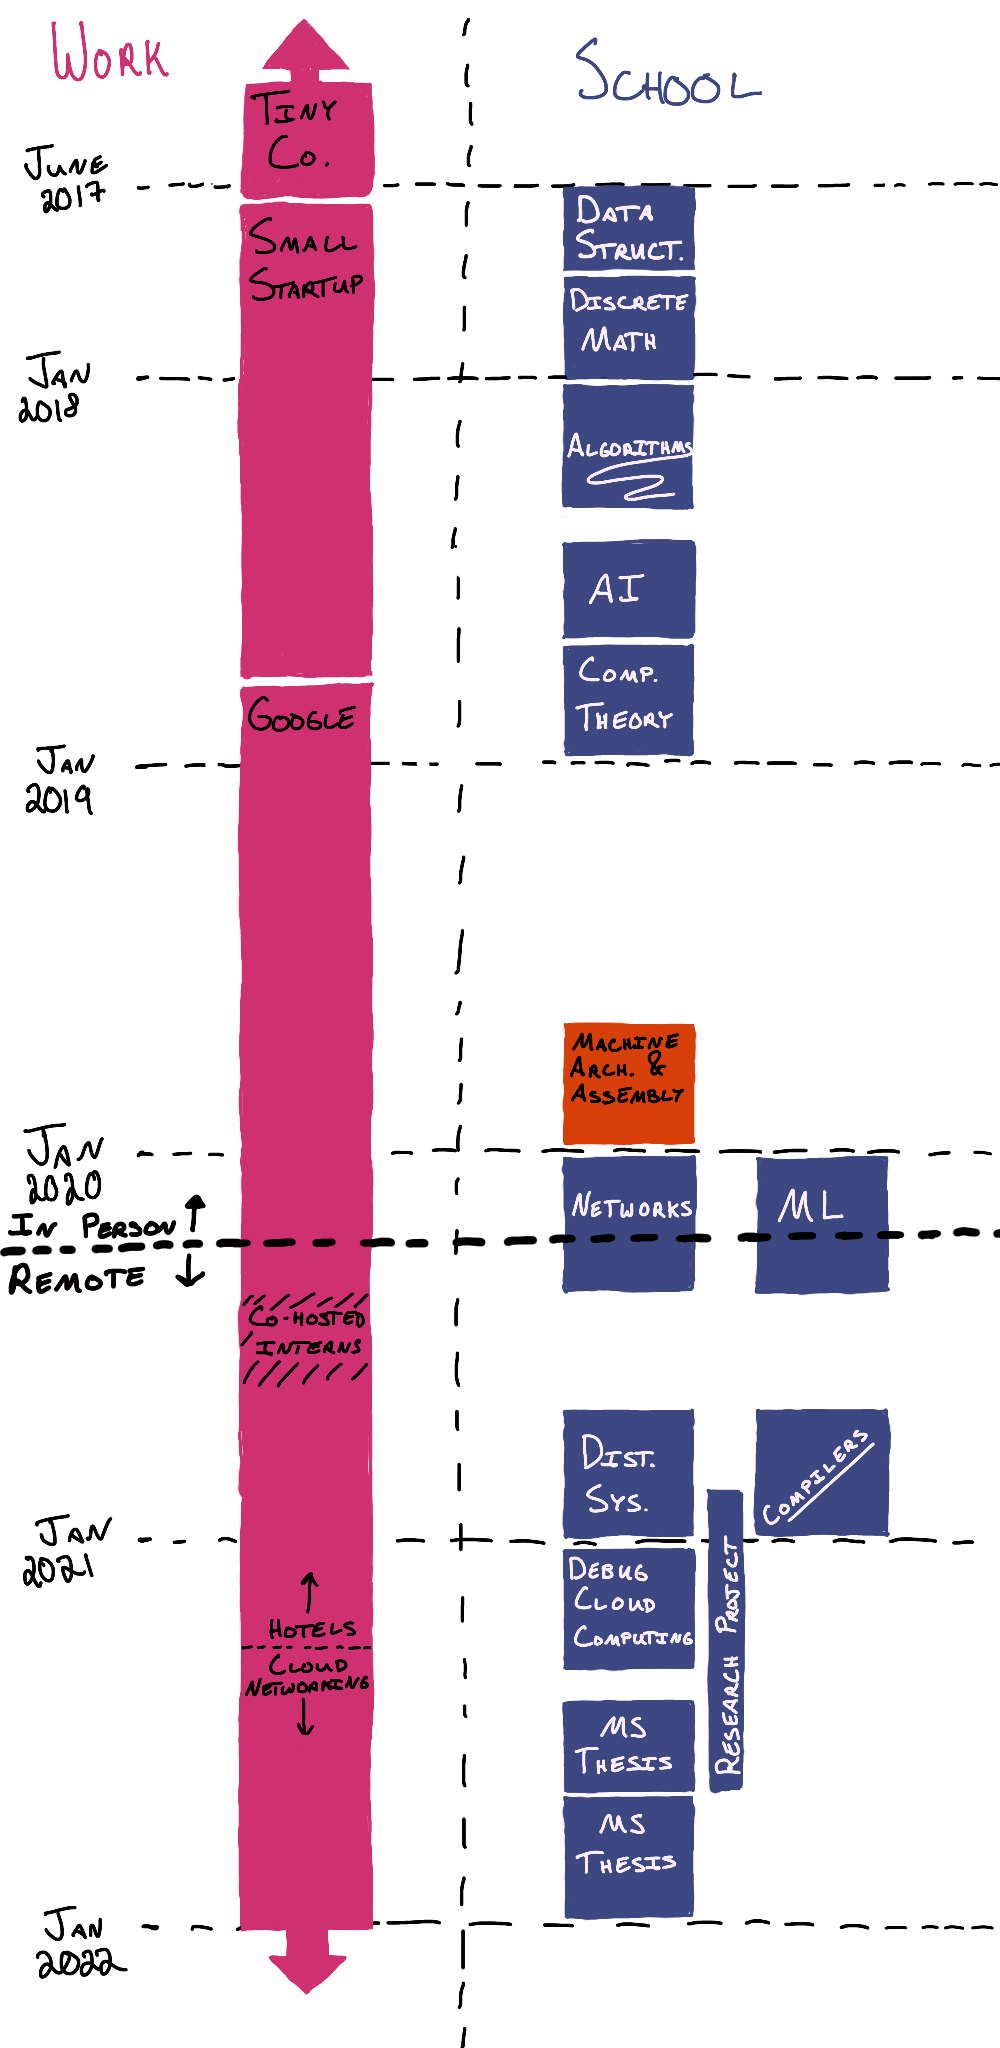 WORK
SCHOOL
TINY
CO.
JUNE
2017
DATA
STRUCT.
SMALL
STARTUP
DISCRETE
MATH
JAN
2018
ALGORITHMS
AI
COMP.
THEORY
GOOGLE
JAN
2019
MACHINE
ARCH. &
ASSEMBLY
JAN
2020
NETWORKS
ML
IN PERSON ↑
REMOTE ↓
CO-HOSTED
INTERNS
DIST.
SYS.
COMPILERS
JAN
2021
RESEARCH PROJECT
DEBUG
CLOUD
COMPUTING
↑
HOTELS
CLOUD
NETWORKING
↓
MS
THESIS
MS
THESIS
JAN
2022